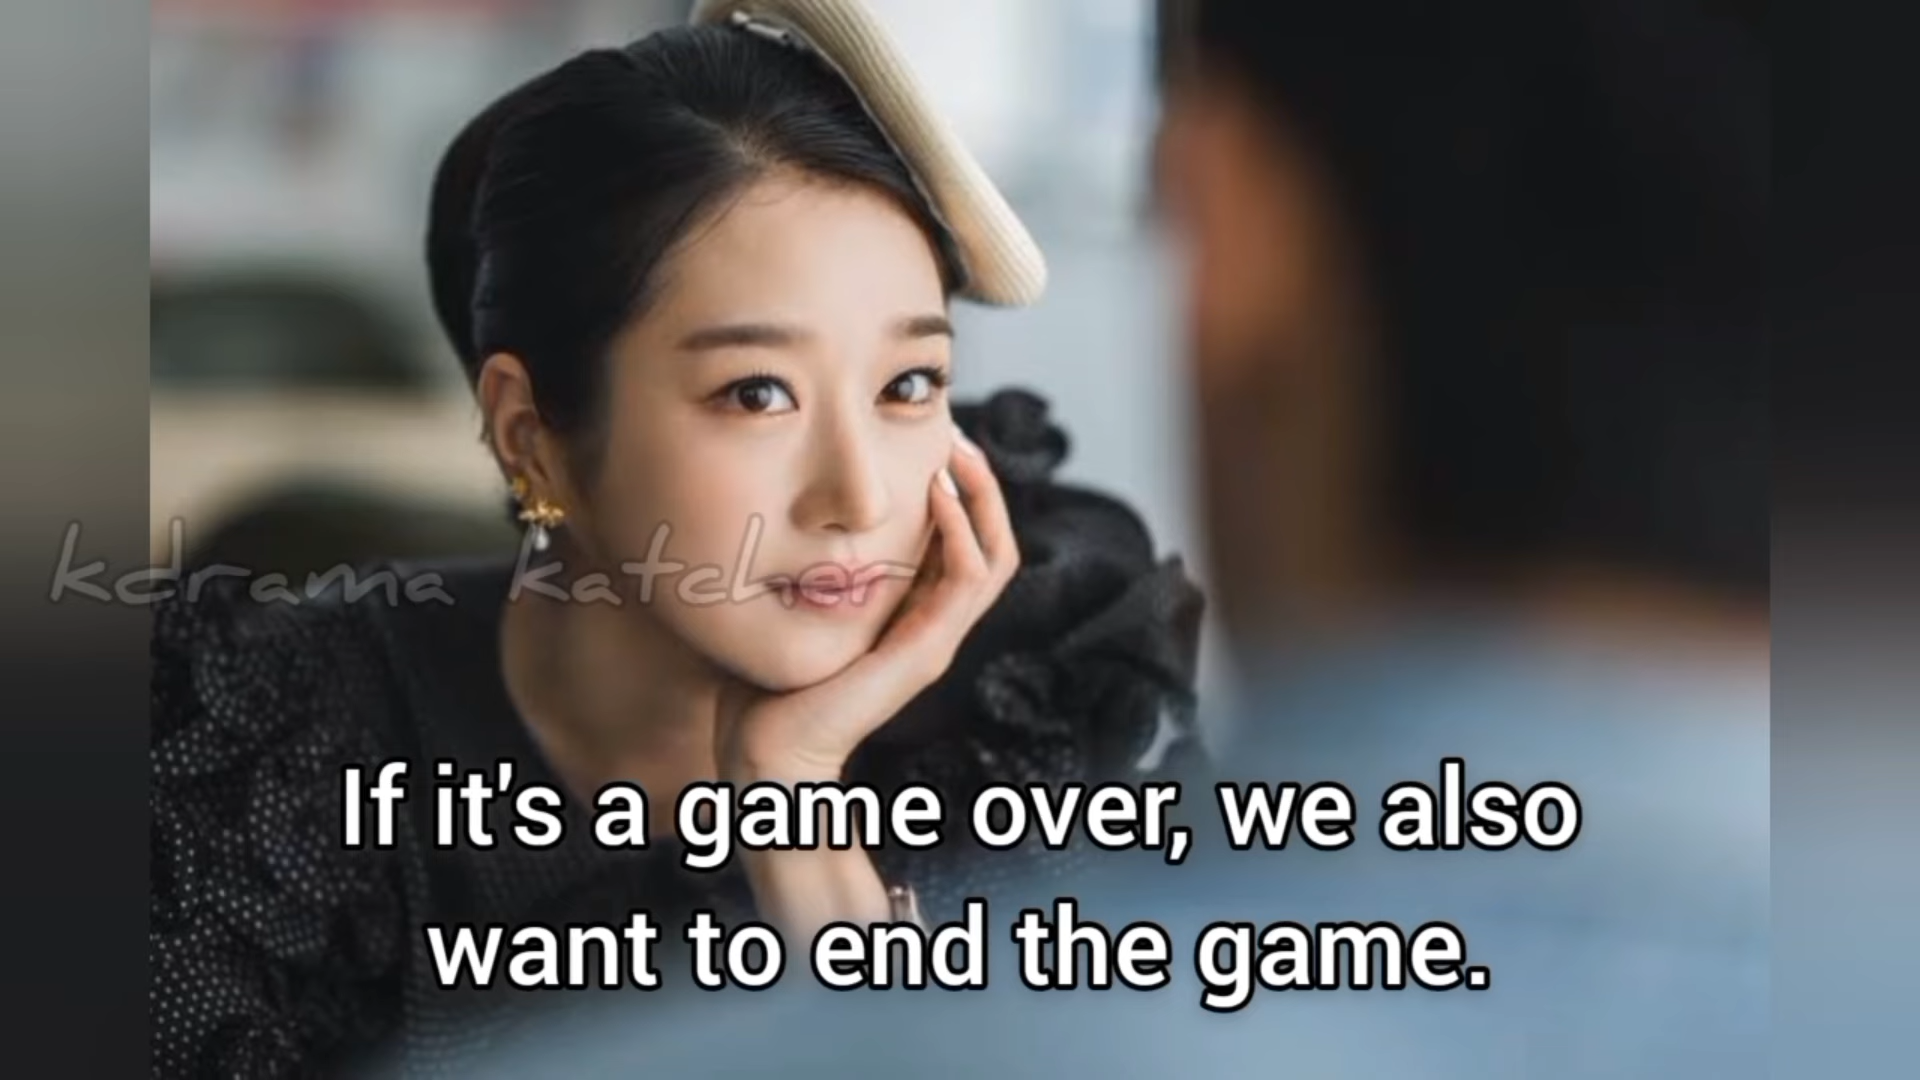 kdrama katcher
If it's a game over, we also
want to end the game.